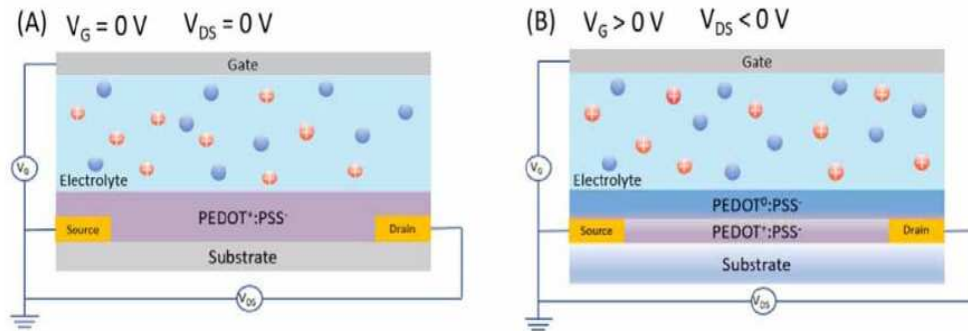 (A) V_G = 0 V V_DS = 0 V
Gate
V_G
Electrolyte
PEDOT⁺:PSS⁻
Source
Drain
Substrate
V_DS
(B) V_G > 0 V V_DS < 0 V
Gate
V_G
Electrolyte
PEDOT⁰:PSS⁻
Source
PEDOT⁺:PSS⁻
Drain
Substrate
V_DS